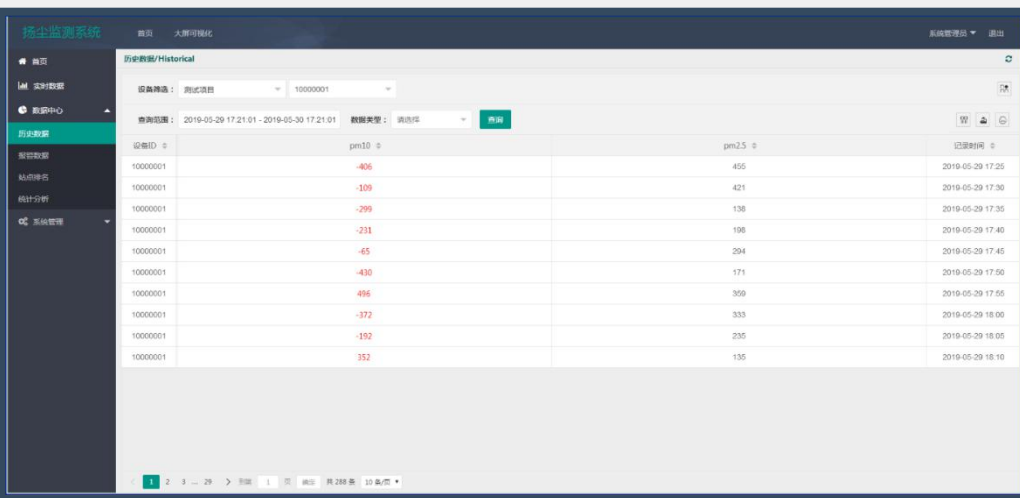 扬尘监测系统 首页 大屏可视化 系统管理员 退出
首页
实时数据
数据中心
历史数据
报警数据
站点排名
统计分析
系统管理
历史数据/Historical
设备筛选： 测试项目 10000001
查询范围： 2019-05-29 17:21:01 - 2019-05-30 17:21:01 数据类型： 请选择 查询
设备ID pm10 pm2.5 记录时间
10000001 -406 455 2019-05-29 17:25
10000001 -109 421 2019-05-29 17:30
10000001 -299 138 2019-05-29 17:35
10000001 -231 198 2019-05-29 17:40
10000001 -65 294 2019-05-29 17:45
10000001 -430 171 2019-05-29 17:50
10000001 496 359 2019-05-29 17:55
10000001 -372 333 2019-05-29 18:00
10000001 -192 235 2019-05-29 18:05
10000001 352 135 2019-05-29 18:10
1 2 3 ... 29 到第 1 页 确定 共 288 条 10 条/页